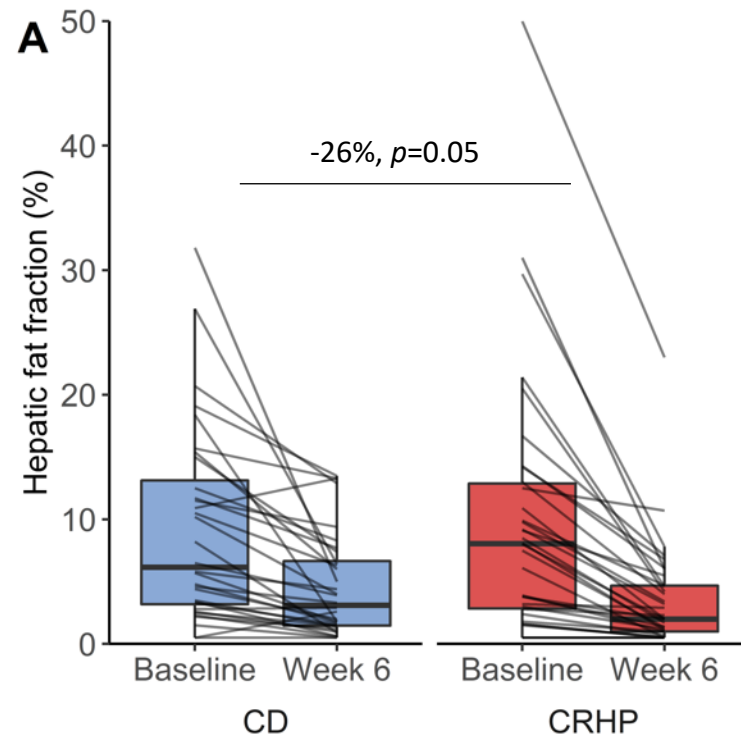 A
Hepatic fat fraction (%)
50
40
30
20
10
0
-26%, p=0.05
Baseline Week 6 Baseline Week 6
CD CRHP